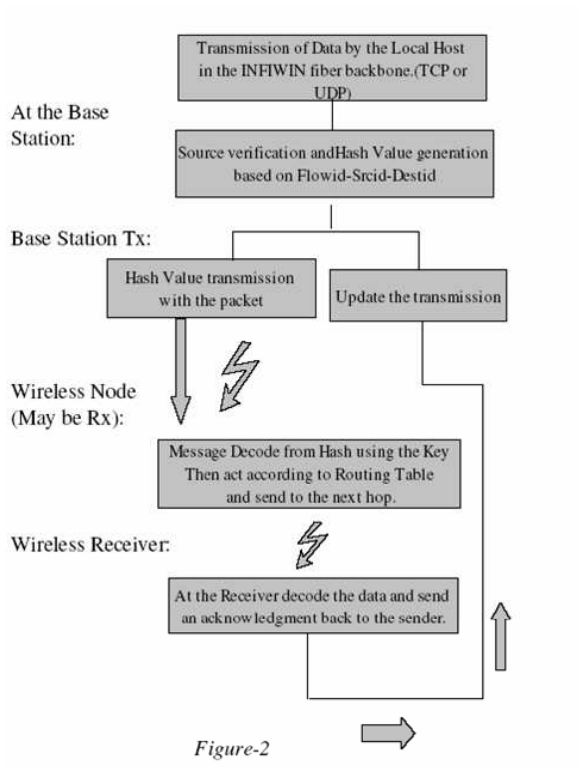 Transmission of Data by the Local Host
in the INFIWIN fiber backbone.(TCP or
UDP)
At the Base
Station:
Source verification andHash Value generation
based on Flowid-Srcid-Destid
Base Station Tx:
Hash Value transmission
with the packet
Update the transmission
Wireless Node
(May be Rx):
Message Decode from Hash using the Key
Then act according to Routing Table
and send to the next hop.
Wireless Receiver:
At the Receiver decode the data and send
an acknowledgment back to the sender.
Figure-2